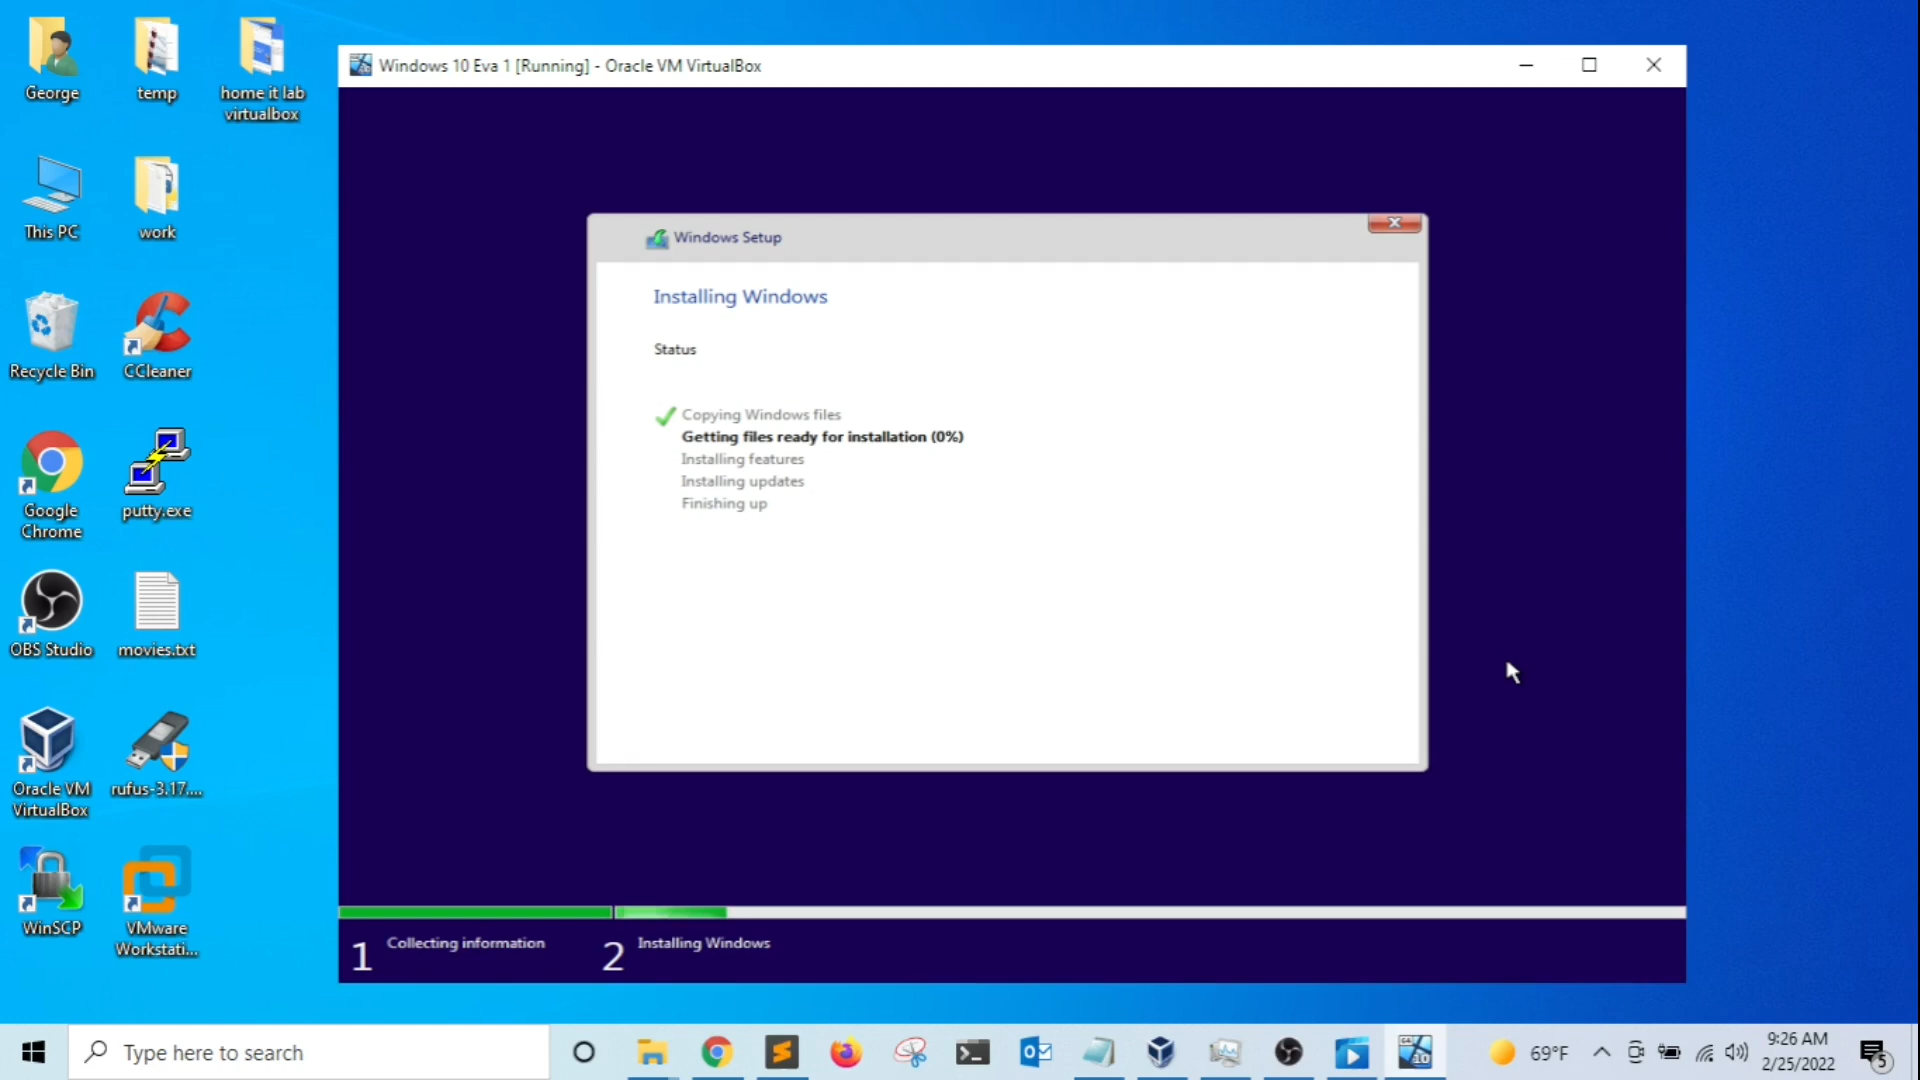 George
temp
home it lab
virtualbox
This PC
work
Recycle Bin
CCleaner
Google
Chrome
putty.exe
OBS Studio
movies.txt
Oracle VM
VirtualBox
rufus-3.17....
WinSCP
VMware
Workstati...
Windows 10 Eva 1 [Running] - Oracle VM VirtualBox
Windows Setup
Installing Windows
Status
Copying Windows files
Getting files ready for installation (0%)
Installing features
Installing updates
Finishing up
1 Collecting information
2 Installing Windows
Type here to search
69°F
9:26 AM
2/25/2022
5